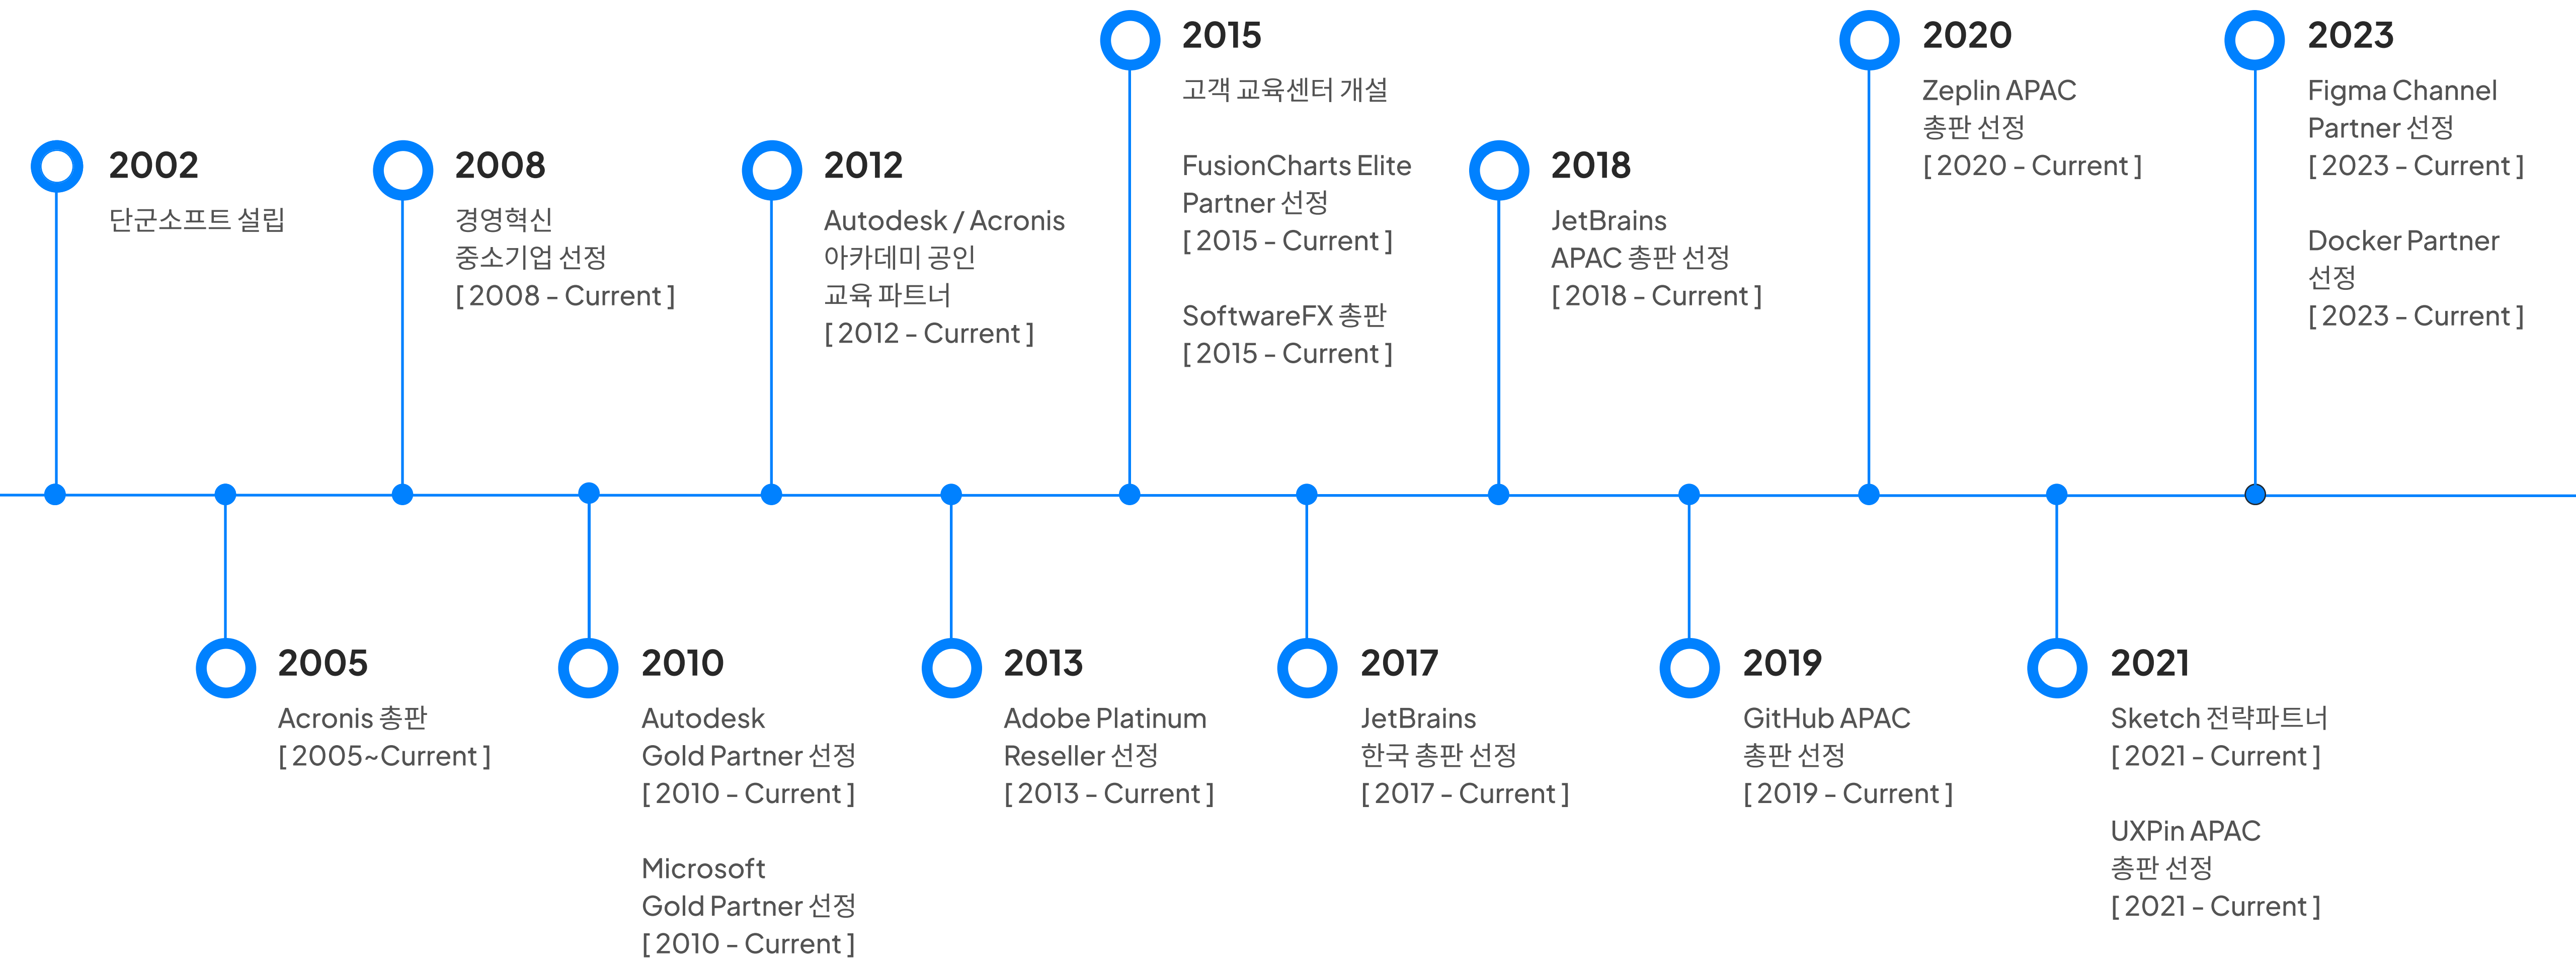 2002
단군소프트 설립
2005
Acronis 총판
[ 2005~Current ]
2008
경영혁신
중소기업 선정
[ 2008 - Current ]
2010
Autodesk
Gold Partner 선정
[ 2010 - Current ]
Microsoft
Gold Partner 선정
[ 2010 - Current ]
2012
Autodesk / Acronis
아카데미 공인
교육 파트너
[ 2012 - Current ]
2013
Adobe Platinum
Reseller 선정
[ 2013 - Current ]
2015
고객 교육센터 개설
FusionCharts Elite
Partner 선정
[ 2015 - Current ]
SoftwareFX 총판
[ 2015 - Current ]
2017
JetBrains
한국 총판 선정
[ 2017 - Current ]
2018
JetBrains
APAC 총판 선정
[ 2018 - Current ]
2019
GitHub APAC
총판 선정
[ 2019 - Current ]
2020
Zeplin APAC
총판 선정
[ 2020 - Current ]
2021
Sketch 전략파트너
[ 2021 - Current ]
UXPin APAC
총판 선정
[ 2021 - Current ]
2023
Figma Channel
Partner 선정
[ 2023 - Current ]
Docker Partner
선정
[ 2023 - Current ]